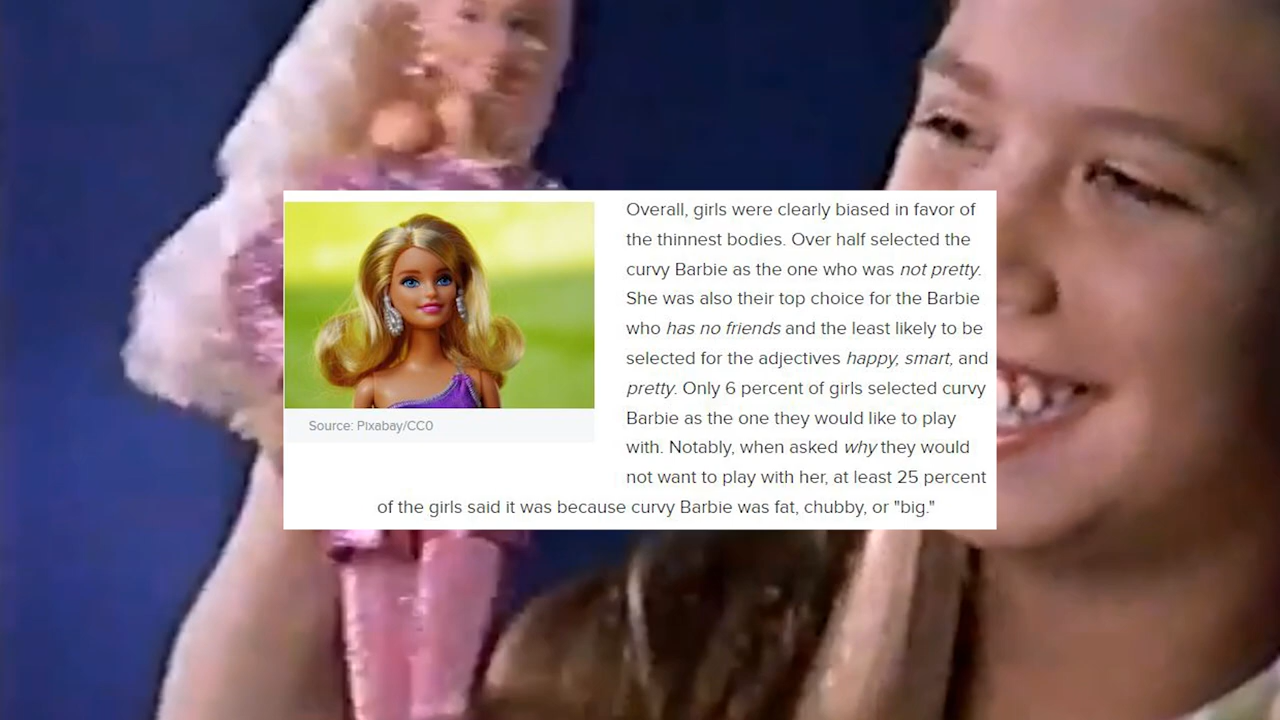 Overall, girls were clearly biased in favor of
the thinnest bodies. Over half selected the
curvy Barbie as the one who was not pretty.
She was also their top choice for the Barbie
who has no friends and the least likely to be
selected for the adjectives happy, smart, and
pretty. Only 6 percent of girls selected curvy
Barbie as the one they would like to play
with. Notably, when asked why they would
not want to play with her, at least 25 percent
of the girls said it was because curvy Barbie was fat, chubby, or "big."
Source: Pixabay/CC0